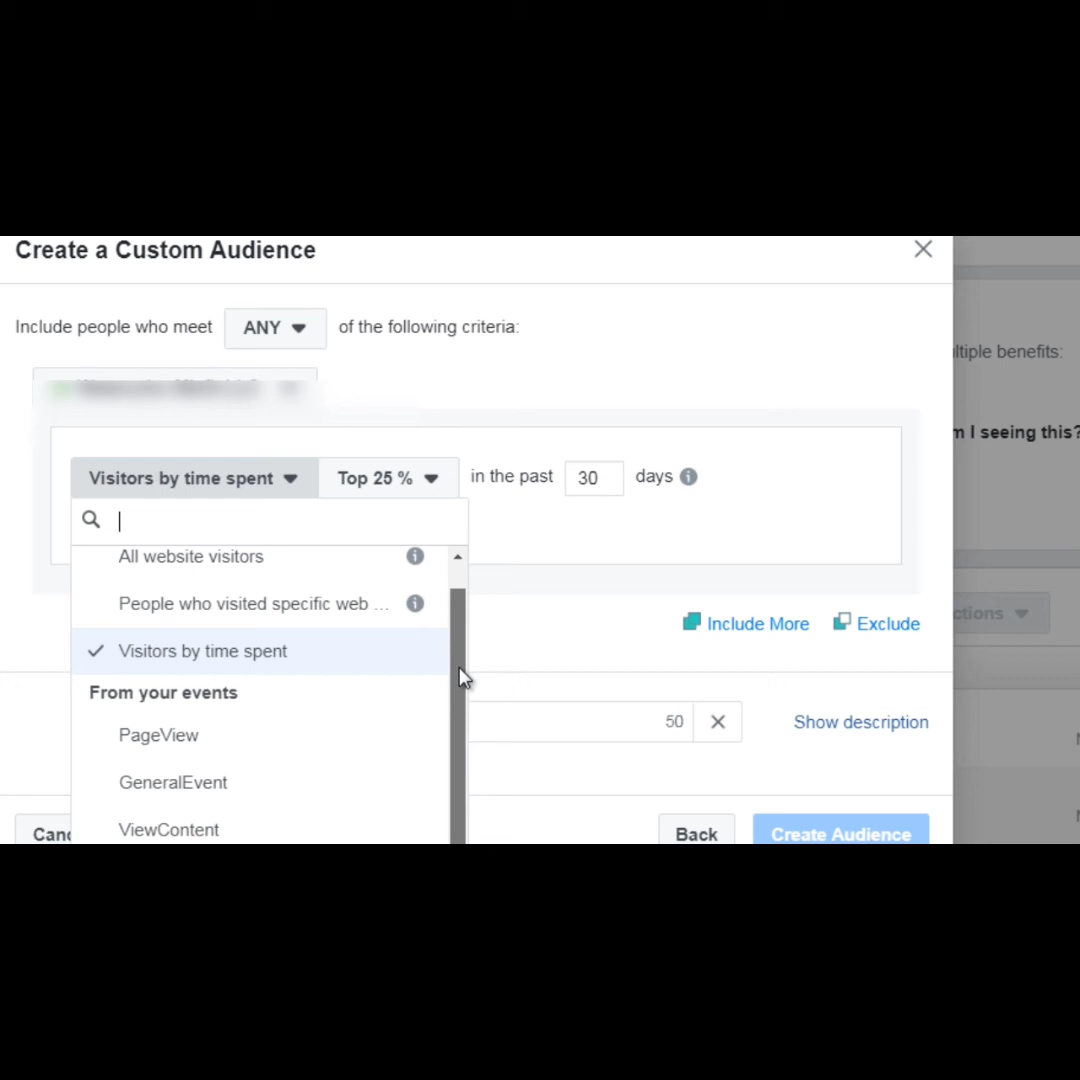 Create a Custom Audience
Include people who meet ANY of the following criteria:
ltiple benefits:
m I seeing this?
Visitors by time spent Top 25 % in the past 30 days
All website visitors
People who visited specific web ...
Include More Exclude
ctions
Visitors by time spent
From your events
PageView
50
Show description
GeneralEvent
ViewContent
Canc
Back
Create Audience